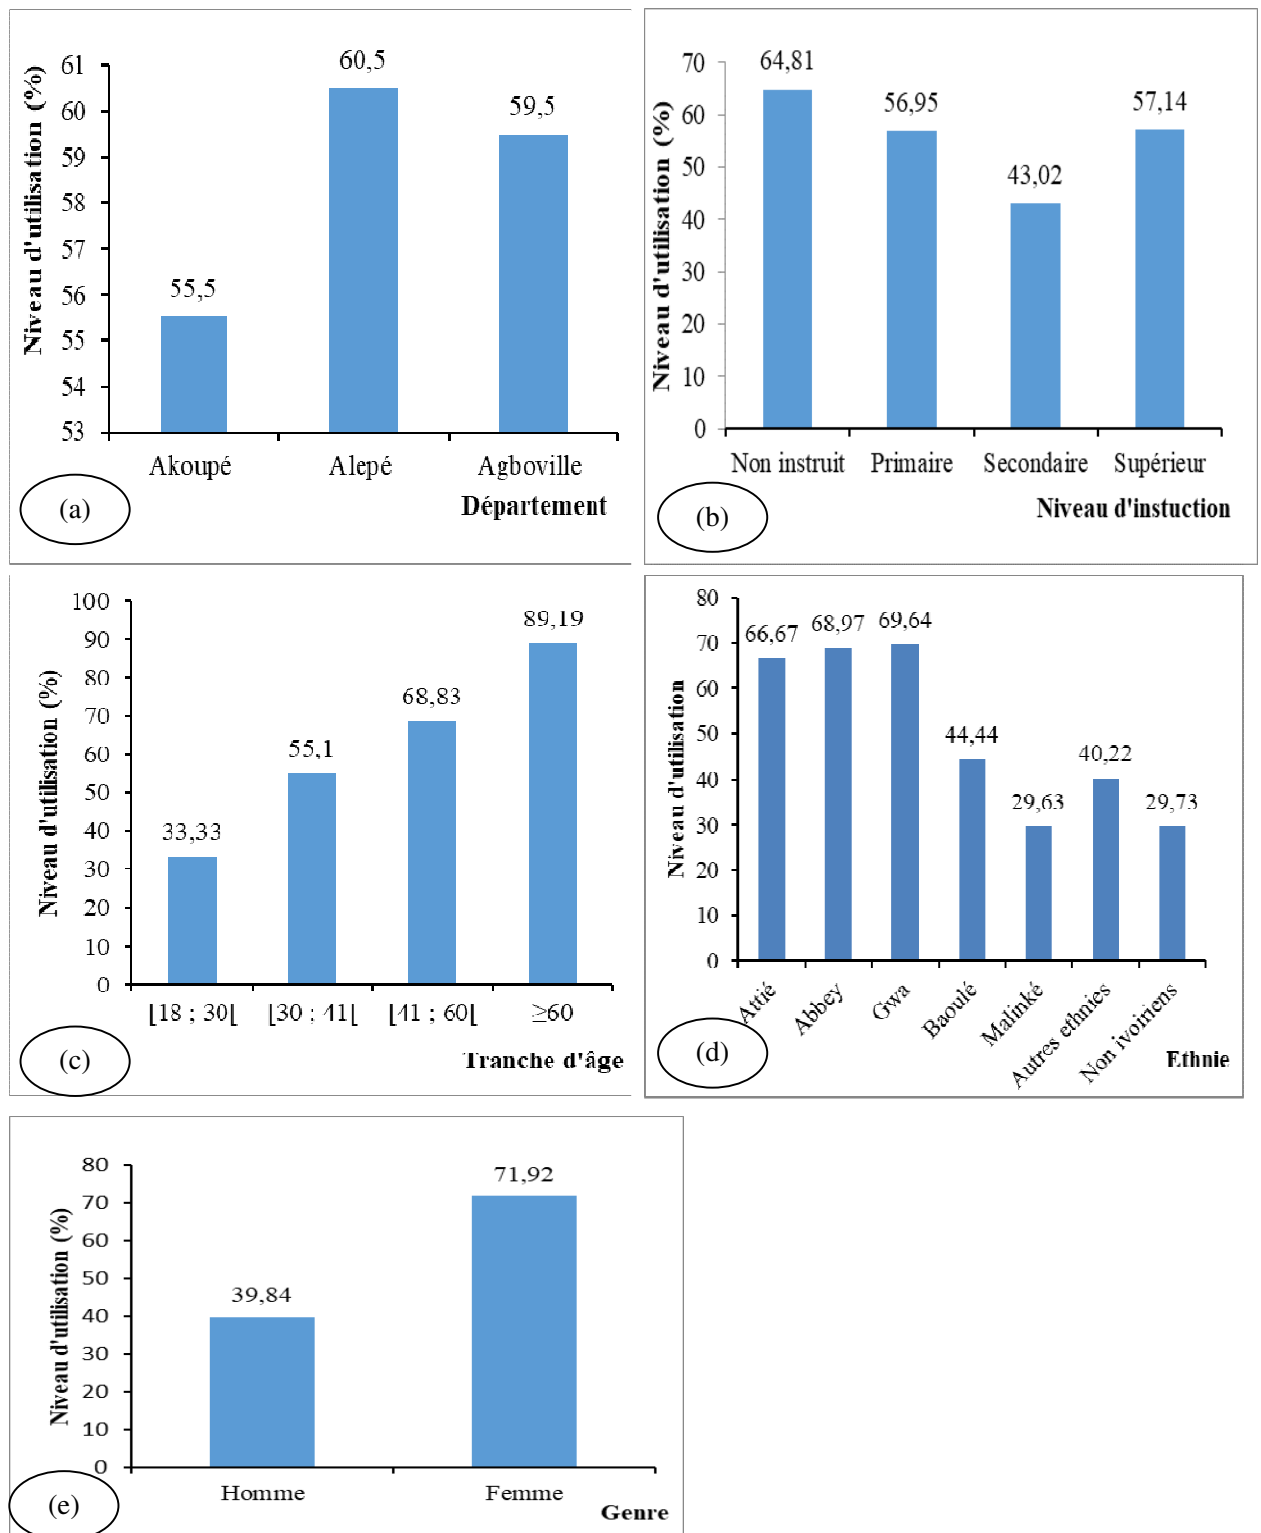 Niveau d'utilisation (%)
61
60
59
58
57
56
55
54
53
55,5
60,5
59,5
Akoupé Alepé Agboville
Département
(a)
Niveau d'utilisation (%)
70
60
50
40
30
20
10
0
64,81
56,95
43,02
57,14
Non instruit Primaire Secondaire Supérieur
Niveau d'instuction
(b)
Niveau d'utilisation (%)
100
90
80
70
60
50
40
30
20
10
0
33,33
55,1
68,83
89,19
[18 ; 30[ [30 ; 41[ [41 ; 60[ ≥60
Tranche d'âge
(c)
Niveau d'utilisation
80
70
60
50
40
30
20
10
0
66,67
68,97
69,64
44,44
29,63
40,22
29,73
Attié
Abbey
Gwa
Baoulé
Malinké
Autres ethnies
Non ivoiriens
Ethnie
(d)
Niveau d'utilisation (%)
80
70
60
50
40
30
20
10
0
39,84
71,92
Homme Femme
Genre
(e)